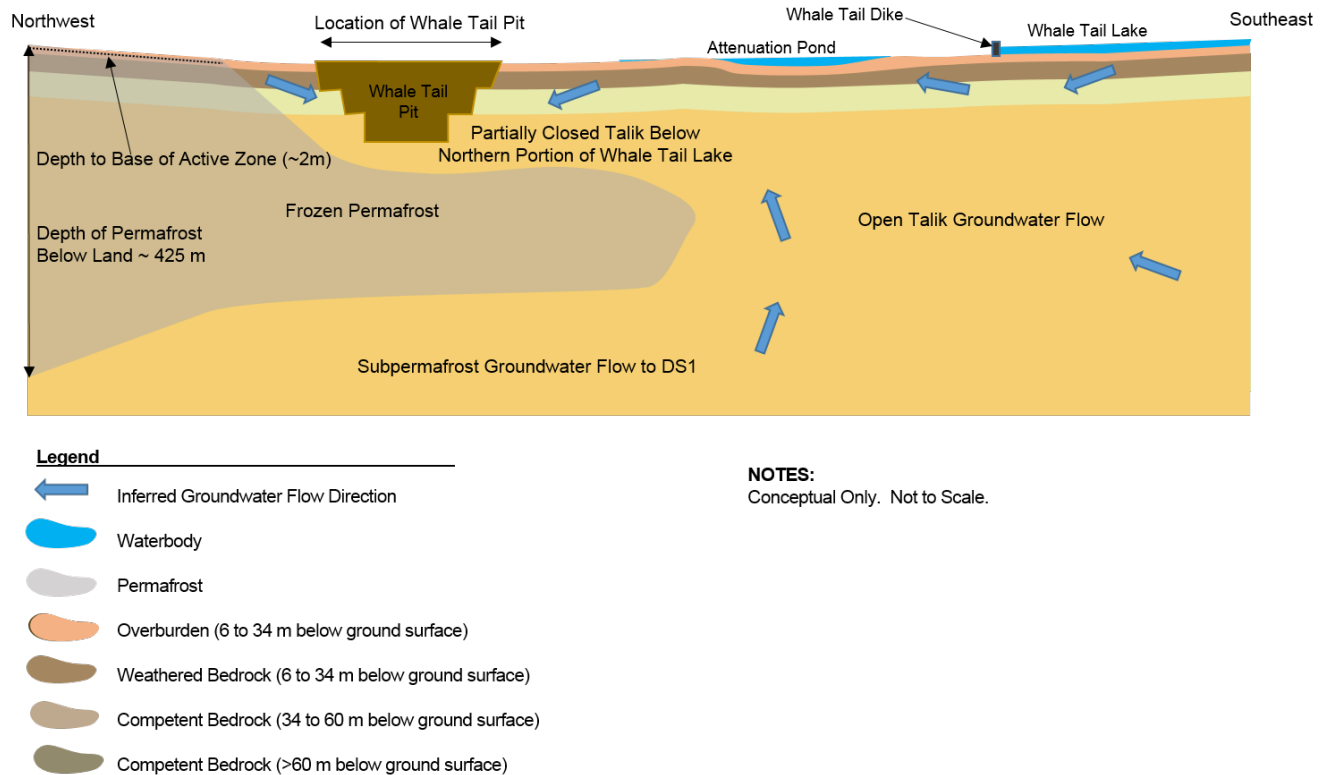 Northwest
Location of Whale Tail Pit
Whale Tail Dike
Whale Tail Lake
Southeast
Attenuation Pond
Whale Tail
Pit
Partially Closed Talik Below
Northern Portion of Whale Tail Lake
Depth to Base of Active Zone (~2m)
Frozen Permafrost
Open Talik Groundwater Flow
Depth of Permafrost
Below Land ~ 425 m
Subpermafrost Groundwater Flow to DS1
Legend
Inferred Groundwater Flow Direction
Waterbody
Permafrost
Overburden (6 to 34 m below ground surface)
Weathered Bedrock (6 to 34 m below ground surface)
Competent Bedrock (34 to 60 m below ground surface)
Competent Bedrock (>60 m below ground surface)
NOTES:
Conceptual Only. Not to Scale.